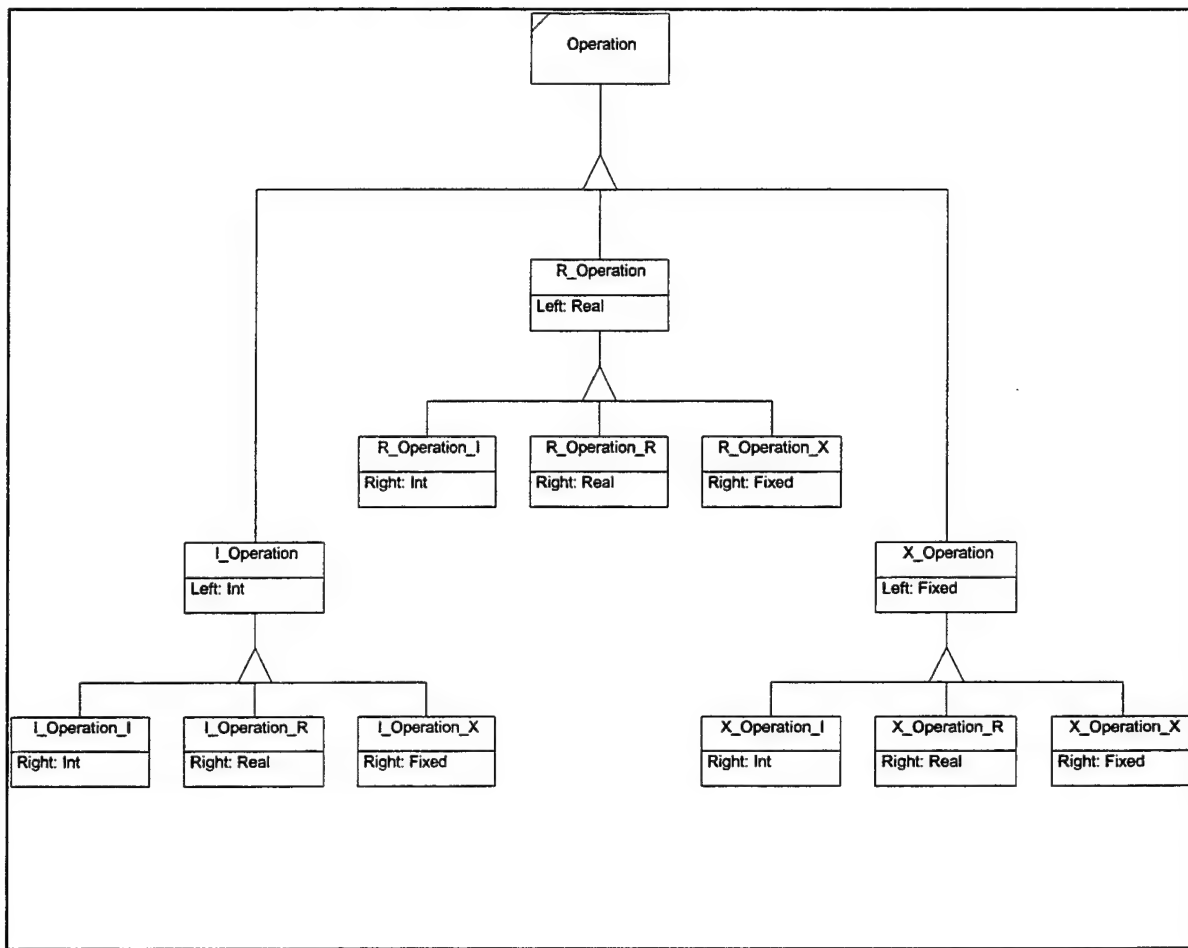 Operation
R_Operation
Left: Real
R_Operation_I
Right: Int
R_Operation_R
Right: Real
R_Operation_X
Right: Fixed
I_Operation
Left: Int
X_Operation
Left: Fixed
I_Operation_I
Right: Int
I_Operation_R
Right: Real
I_Operation_X
Right: Fixed
X_Operation_I
Right: Int
X_Operation_R
Right: Real
X_Operation_X
Right: Fixed